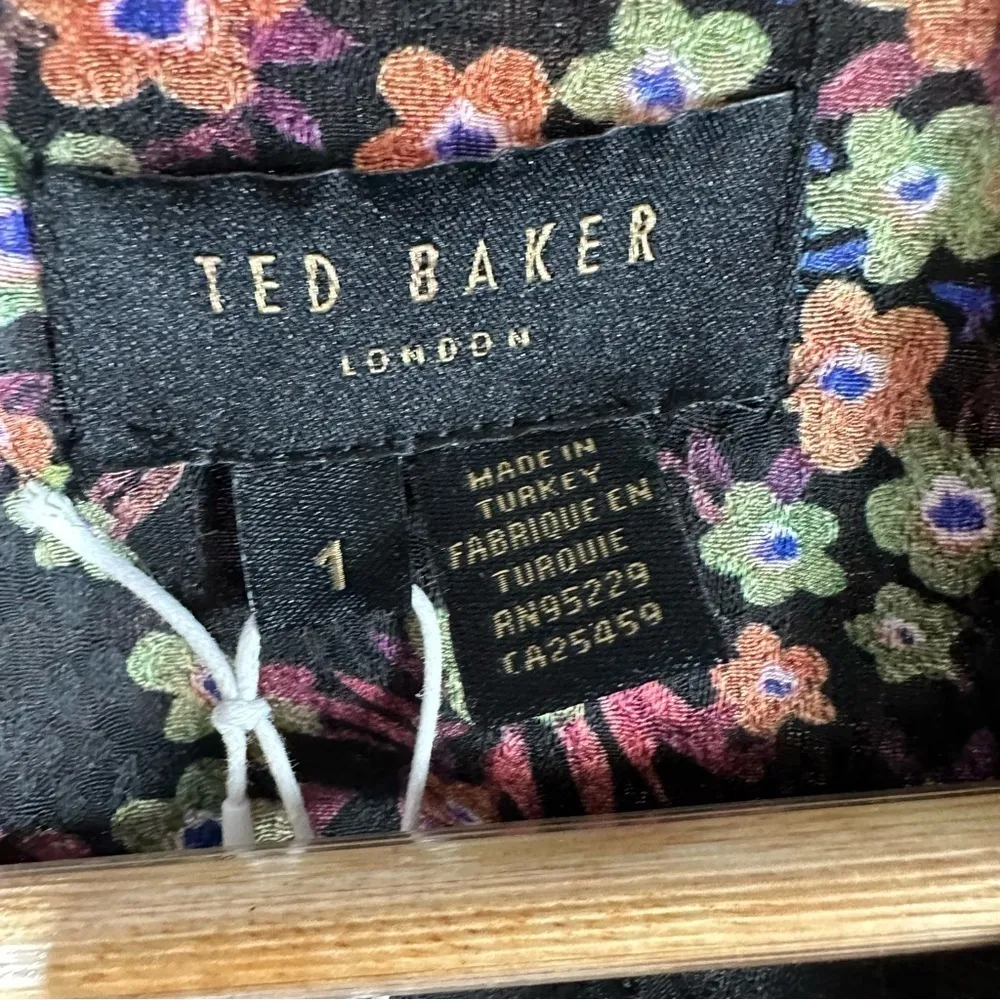 TED BAKER
LONDON
1
MADE IN
TURKEY
FABRIQUE EN
TURQUIE
RN95229
CA25459